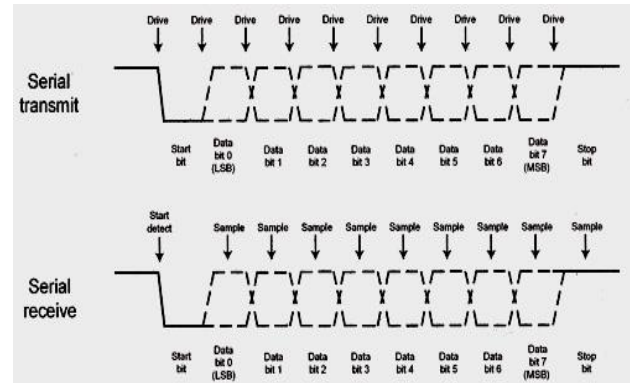 Drive Drive Drive Drive Drive Drive Drive Drive Drive Drive
Serial
transmit
Start
bit
Data
bit 0
(LSB)
Data
bit 1
Data
bit 2
Data
bit 3
Data
bit 4
Data
bit 5
Data
bit 6
Data
bit 7
(MSB)
Stop
bit
Start
detect
Sample Sample Sample Sample Sample Sample Sample Sample Sample
Serial
receive
Start
bit
Data
bit 0
(LSB)
Data
bit 1
Data
bit 2
Data
bit 3
Data
bit 4
Data
bit 5
Data
bit 6
Data
bit 7
(MSB)
Stop
bit